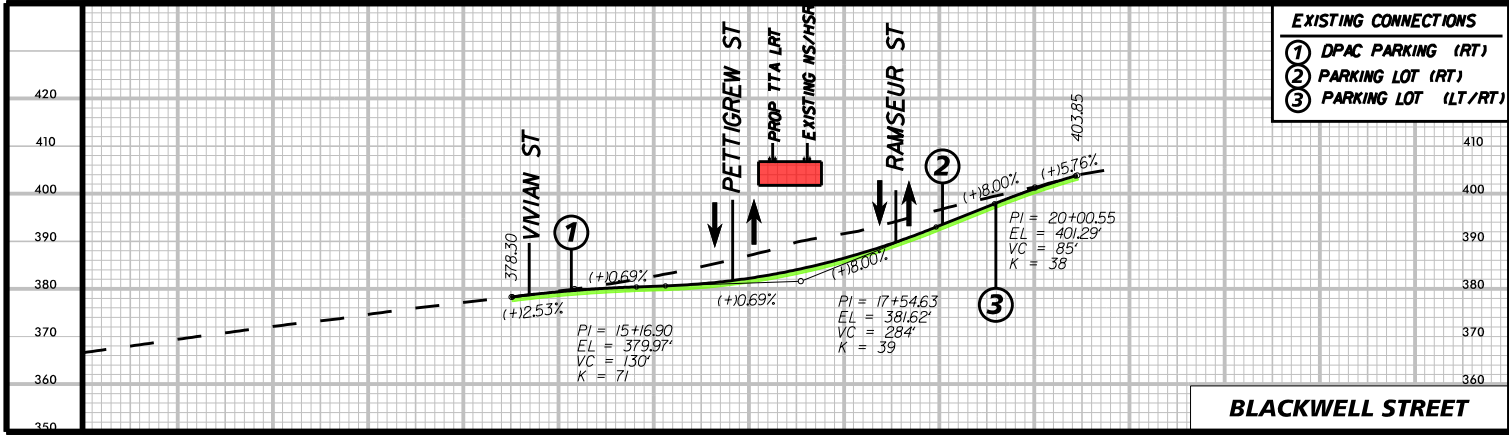 EXISTING CONNECTIONS
1 DPAC PARKING (RT)
2 PARKING LOT (RT)
3 PARKING LOT (LT/RT)
VIVIAN ST
PETTIGREW ST
PROP TTA LRT
EXISTING NS/HSR
RAMSEUR ST
420
410
400
390
380
370
360
350
410
400
390
380
370
360
378.30
403.85
1
2
3
(+)2.53%
(+)0.69%
(+)0.69%
(+)8.00%
(+)8.00%
(+)5.76%
PI = 15+16.90
EL = 379.97'
VC = 130'
K = 71
PI = 17+54.63
EL = 381.62'
VC = 284'
K = 39
PI = 20+00.55
EL = 401.29'
VC = 85'
K = 38
BLACKWELL STREET